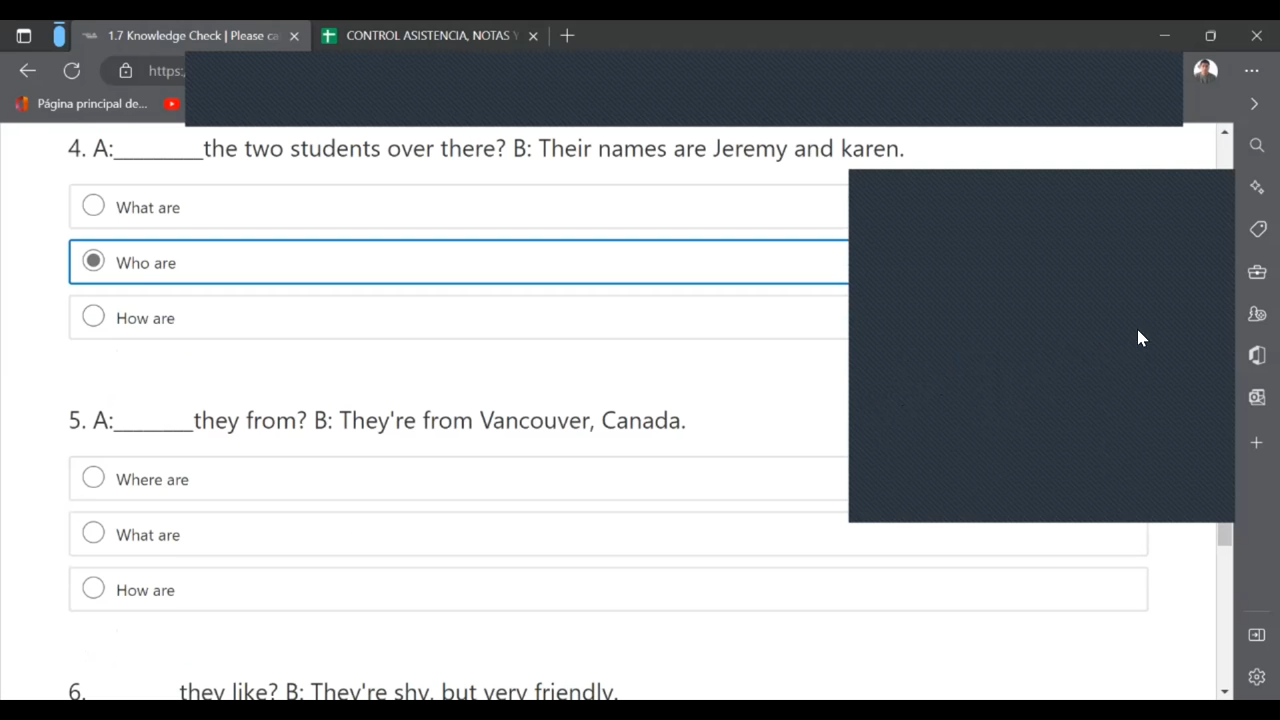 1.7 Knowledge Check | Please ca
CONTROL ASISTENCIA, NOTAS Y
https:/
Página principal de...
4. A:________the two students over there? B: Their names are Jeremy and karen.
What are
Who are
How are
5. A:_______they from? B: They're from Vancouver, Canada.
Where are
What are
How are
6. ________they like? B: They're shy, but very friendly.